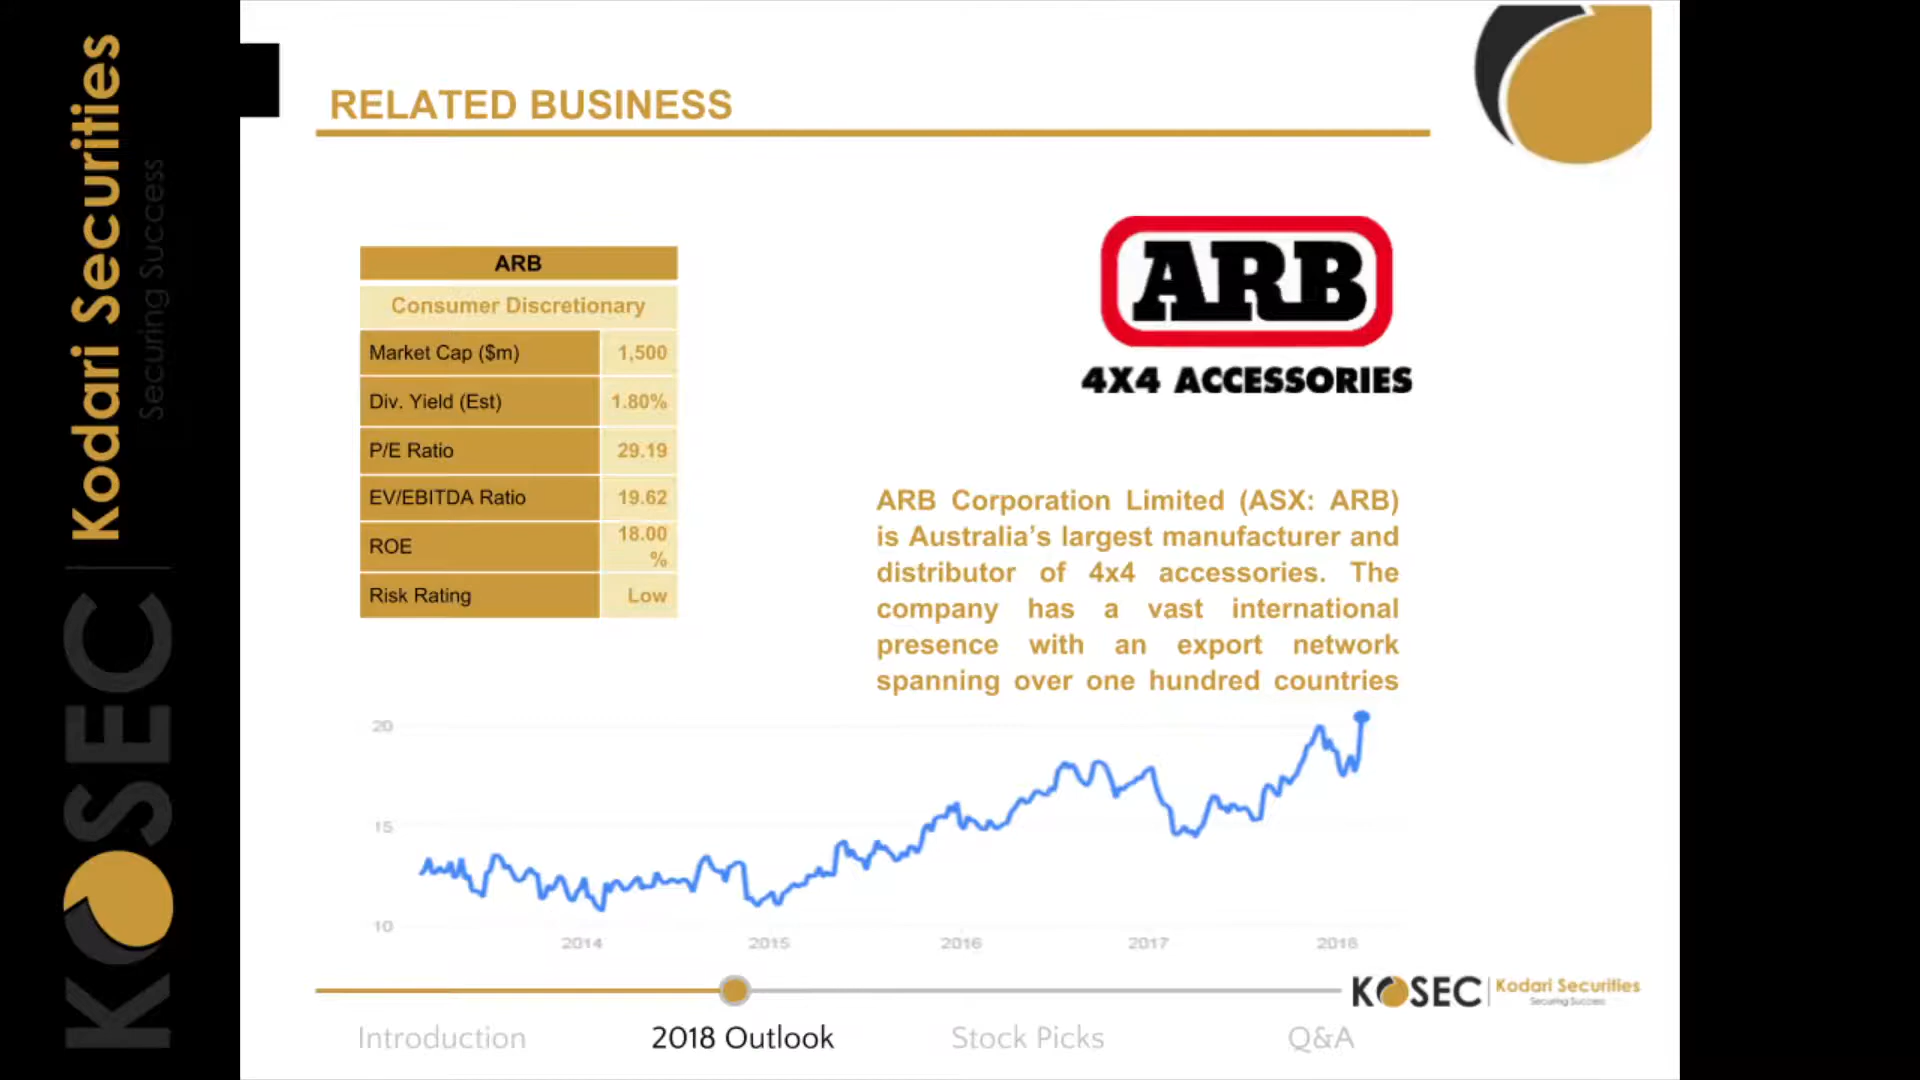 KOSEC | Kodari Securities
Securing Success
RELATED BUSINESS
ARB
4X4 ACCESSORIES
ARB
Consumer Discretionary
Market Cap ($m) 1,500
Div. Yield (Est) 1.80%
P/E Ratio 29.19
EV/EBITDA Ratio 19.62
ROE 18.00
%
Risk Rating Low
ARB Corporation Limited (ASX: ARB)
is Australia’s largest manufacturer and
distributor of 4x4 accessories. The
company has a vast international
presence with an export network
spanning over one hundred countries
20
15
10
2014 2015 2016 2017 2018
KOSEC | Kodari Securities
Securing Success
Introduction 2018 Outlook Stock Picks Q&A